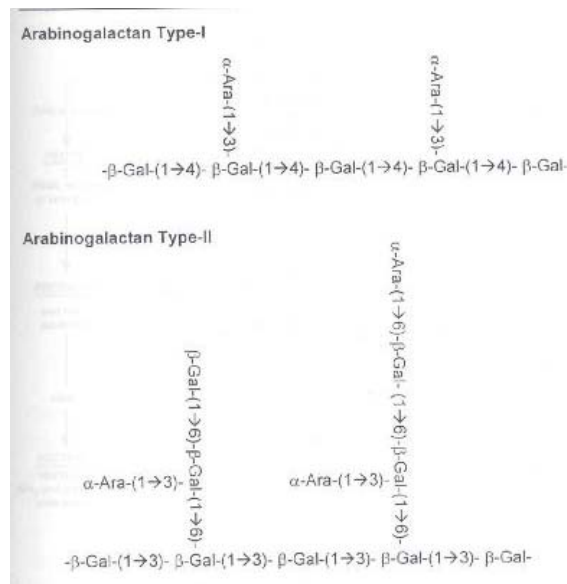 Arabinogalactan Type-I
α-Ara-(1→3)-
α-Ara-(1→3)-
-β-Gal-(1→4)- β-Gal-(1→4)- β-Gal-(1→4)- β-Gal-(1→4)- β-Gal-
Arabinogalactan Type-II
β-Gal-(1→6)-β-Gal-(1→6)-
α-Ara-(1→6)-β-Gal- (1→6)-β-Gal-(1→6)-
α-Ara-(1→3)-
α-Ara-(1→3)-
-β-Gal-(1→3)- β-Gal-(1→3)- β-Gal-(1→3)- β-Gal-(1→3)- β-Gal-